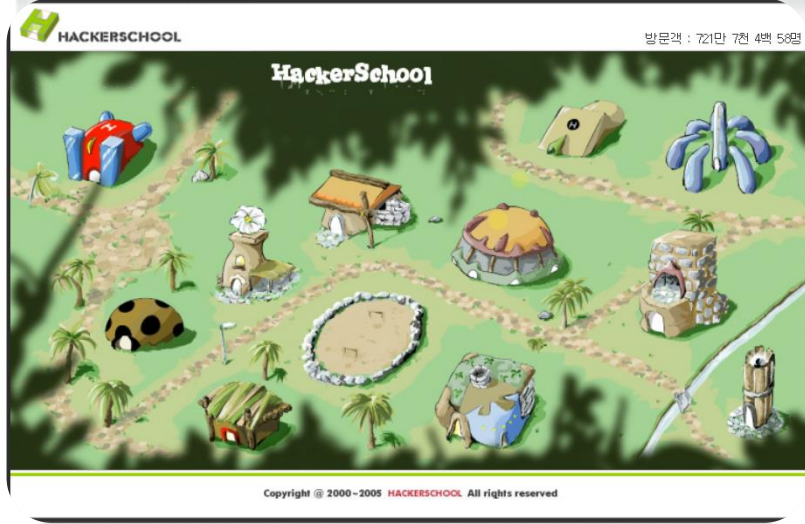 HACKERSCHOOL
방문객 : 721만 7천 4백 58명
HackerSchool
Copyright @ 2000~2005 HACKERSCHOOL All rights reserved